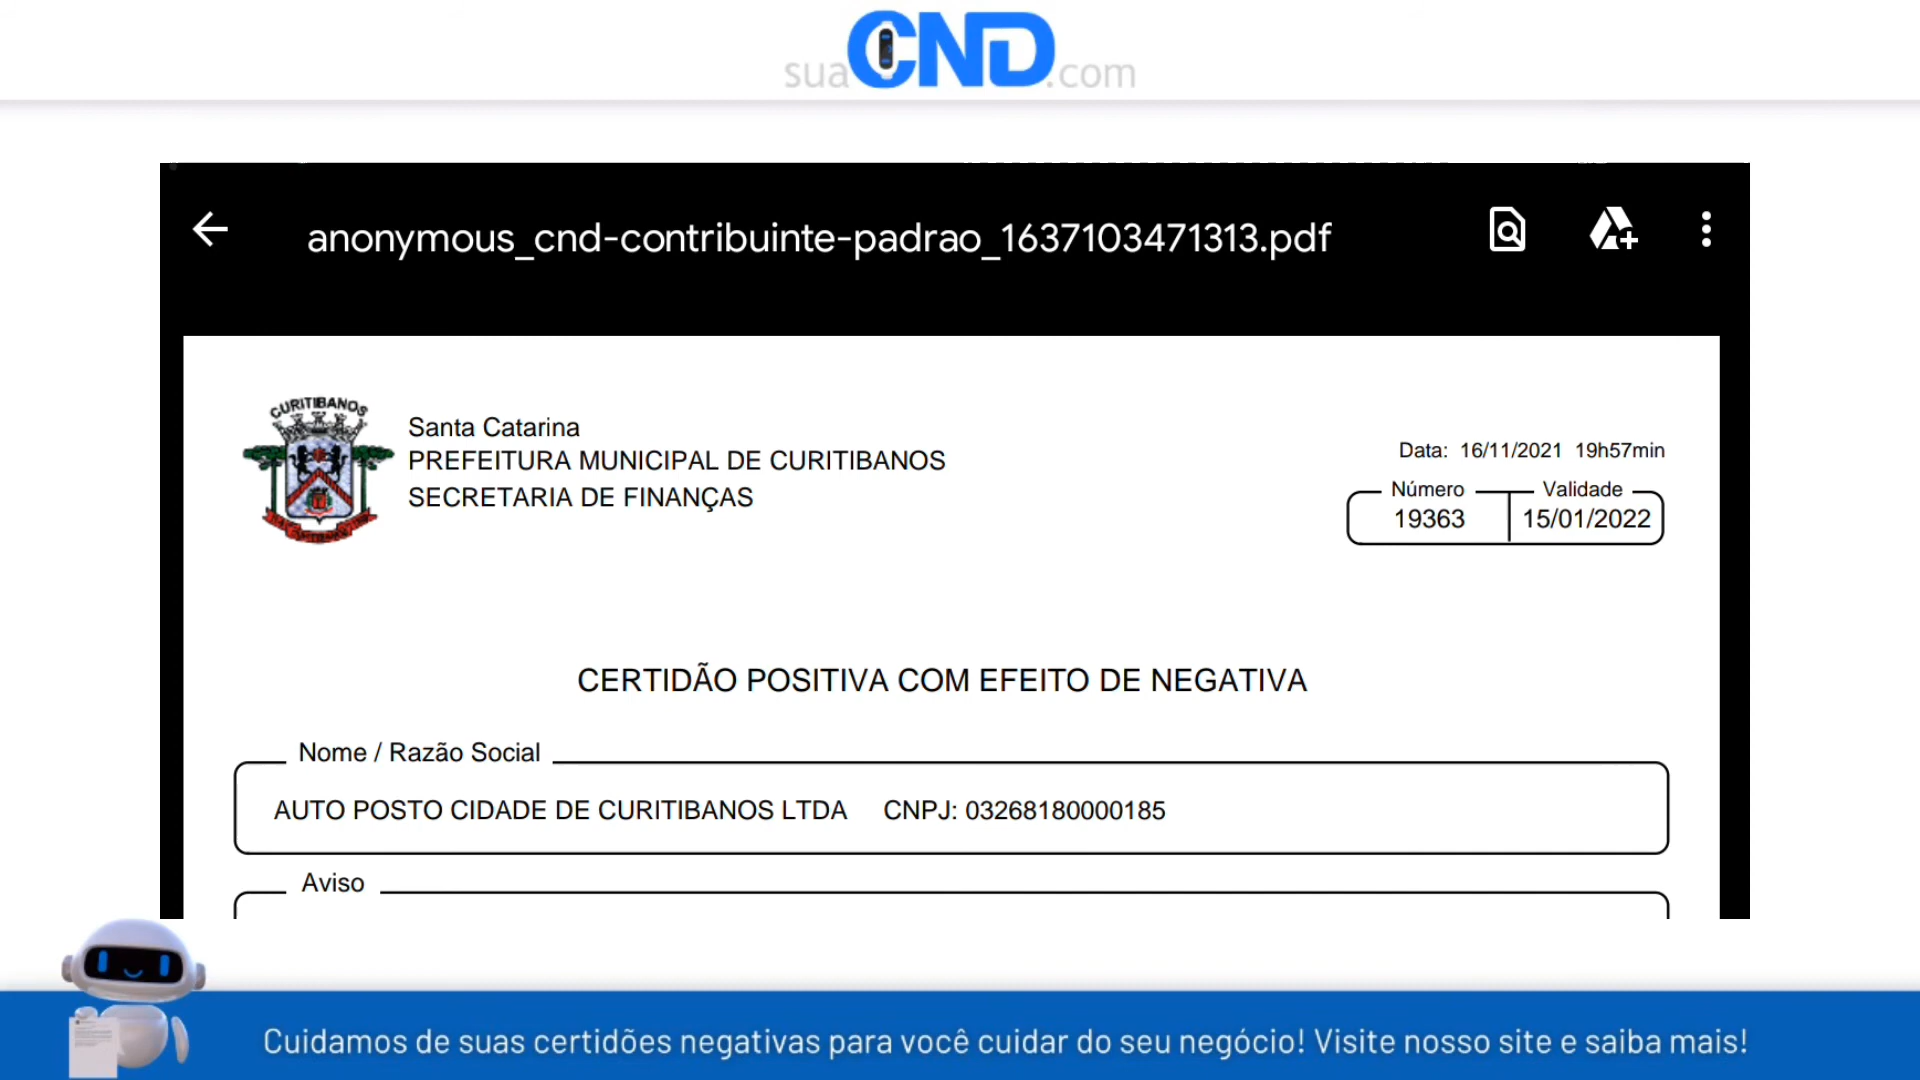 suaCND.com
anonymous_cnd-contribuinte-padrao_1637103471313.pdf
CURITIBANOS
Santa Catarina
PREFEITURA MUNICIPAL DE CURITIBANOS
SECRETARIA DE FINANÇAS
Data: 16/11/2021 19h57min
Número Validade
19363 15/01/2022
CERTIDÃO POSITIVA COM EFEITO DE NEGATIVA
Nome / Razão Social
AUTO POSTO CIDADE DE CURITIBANOS LTDA CNPJ: 03268180000185
Aviso
Cuidamos de suas certidões negativas para você cuidar do seu negócio! Visite nosso site e saiba mais!